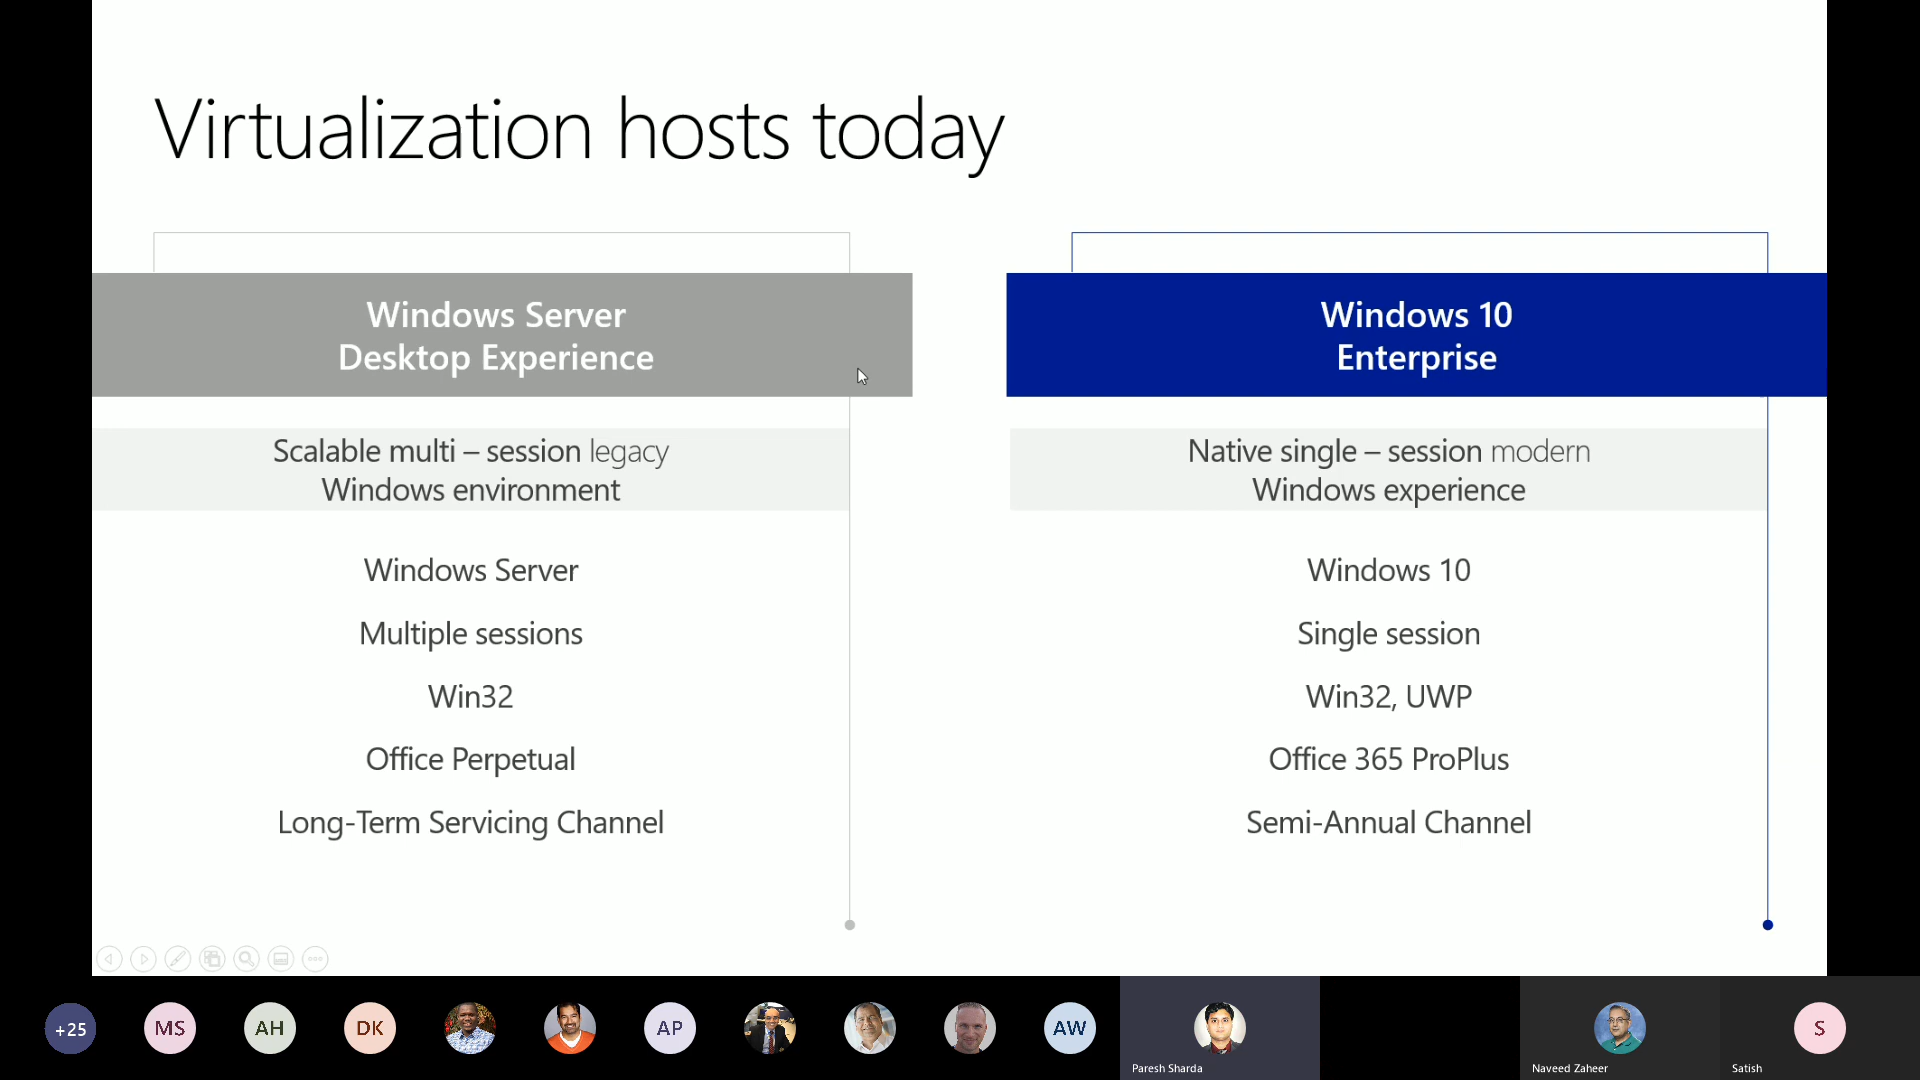 Virtualization hosts today
Windows Server
Desktop Experience
Scalable multi – session legacy
Windows environment
Windows Server
Multiple sessions
Win32
Office Perpetual
Long-Term Servicing Channel
Windows 10
Enterprise
Native single – session modern
Windows experience
Windows 10
Single session
Win32, UWP
Office 365 ProPlus
Semi-Annual Channel
+25
MS
AH
DK
AP
AW
Paresh Sharda
Naveed Zaheer
S
Satish